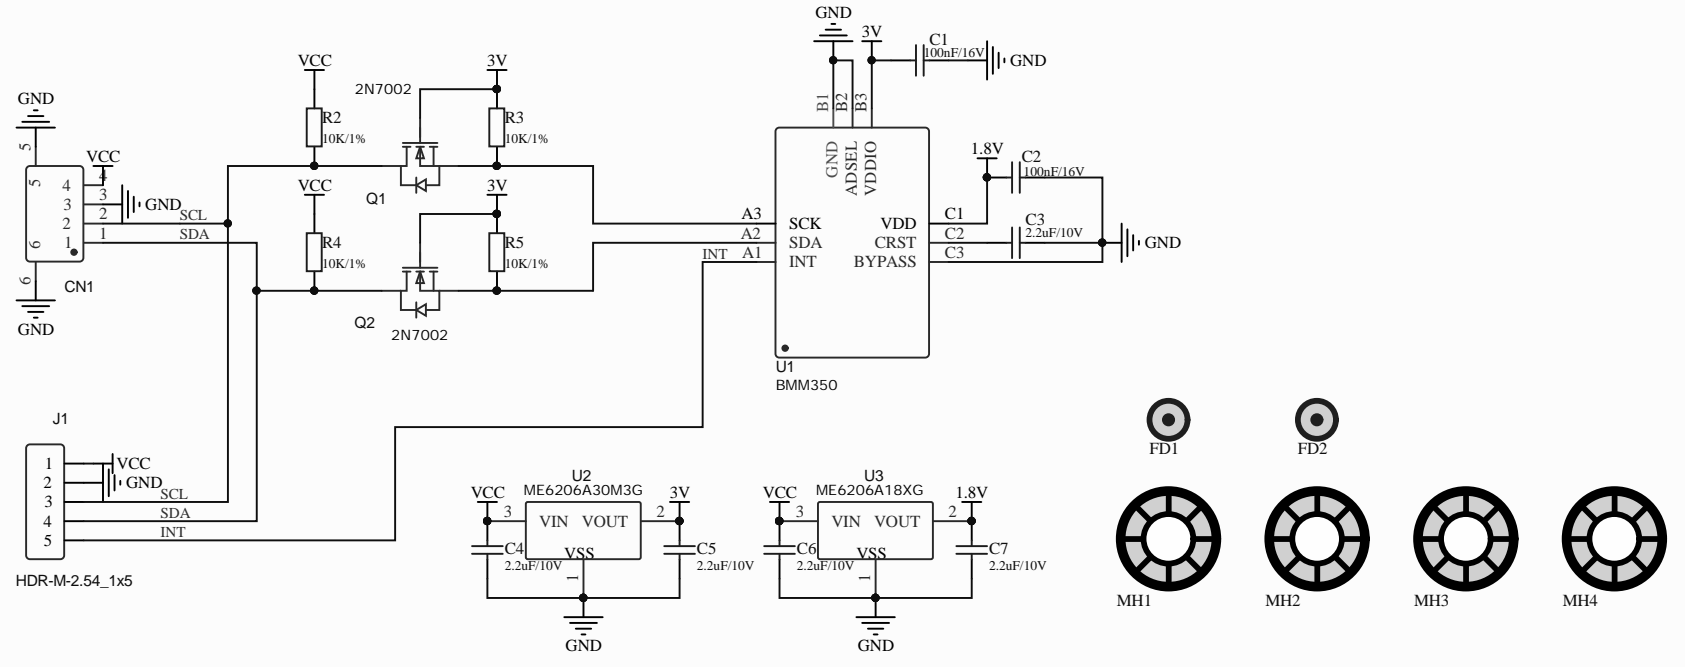 GND
5
5
6
6
4
3
2
1
4
3
2
1
VCC
GND
SCL
SDA
CN1
GND
VCC
R2
10K/1%
2N7002
3V
R3
10K/1%
Q1
VCC
R4
10K/1%
3V
R5
10K/1%
Q2
2N7002
GND
3V
C1
100nF/16V
GND
B1
B2
B3
GND
ADSEL
VDDIO
A3
A2
INT
A1
SCK
SDA
INT
VDD
CRST
BYPASS
C1
C2
C3
U1
BMM350
1.8V
C2
100nF/16V
C3
2.2uF/10V
GND
J1
1
2
3
4
5
VCC
GND
SCL
SDA
INT
HDR-M-2.54_1x5
U2
ME6206A30M3G
VCC
3
VIN VOUT
2
3V
VSS
1
C4
2.2uF/10V
C5
2.2uF/10V
GND
U3
ME6206A18XG
VCC
3
VIN VOUT
2
1.8V
VSS
1
C6
2.2uF/10V
C7
2.2uF/10V
GND
FD1
FD2
MH1
MH2
MH3
MH4